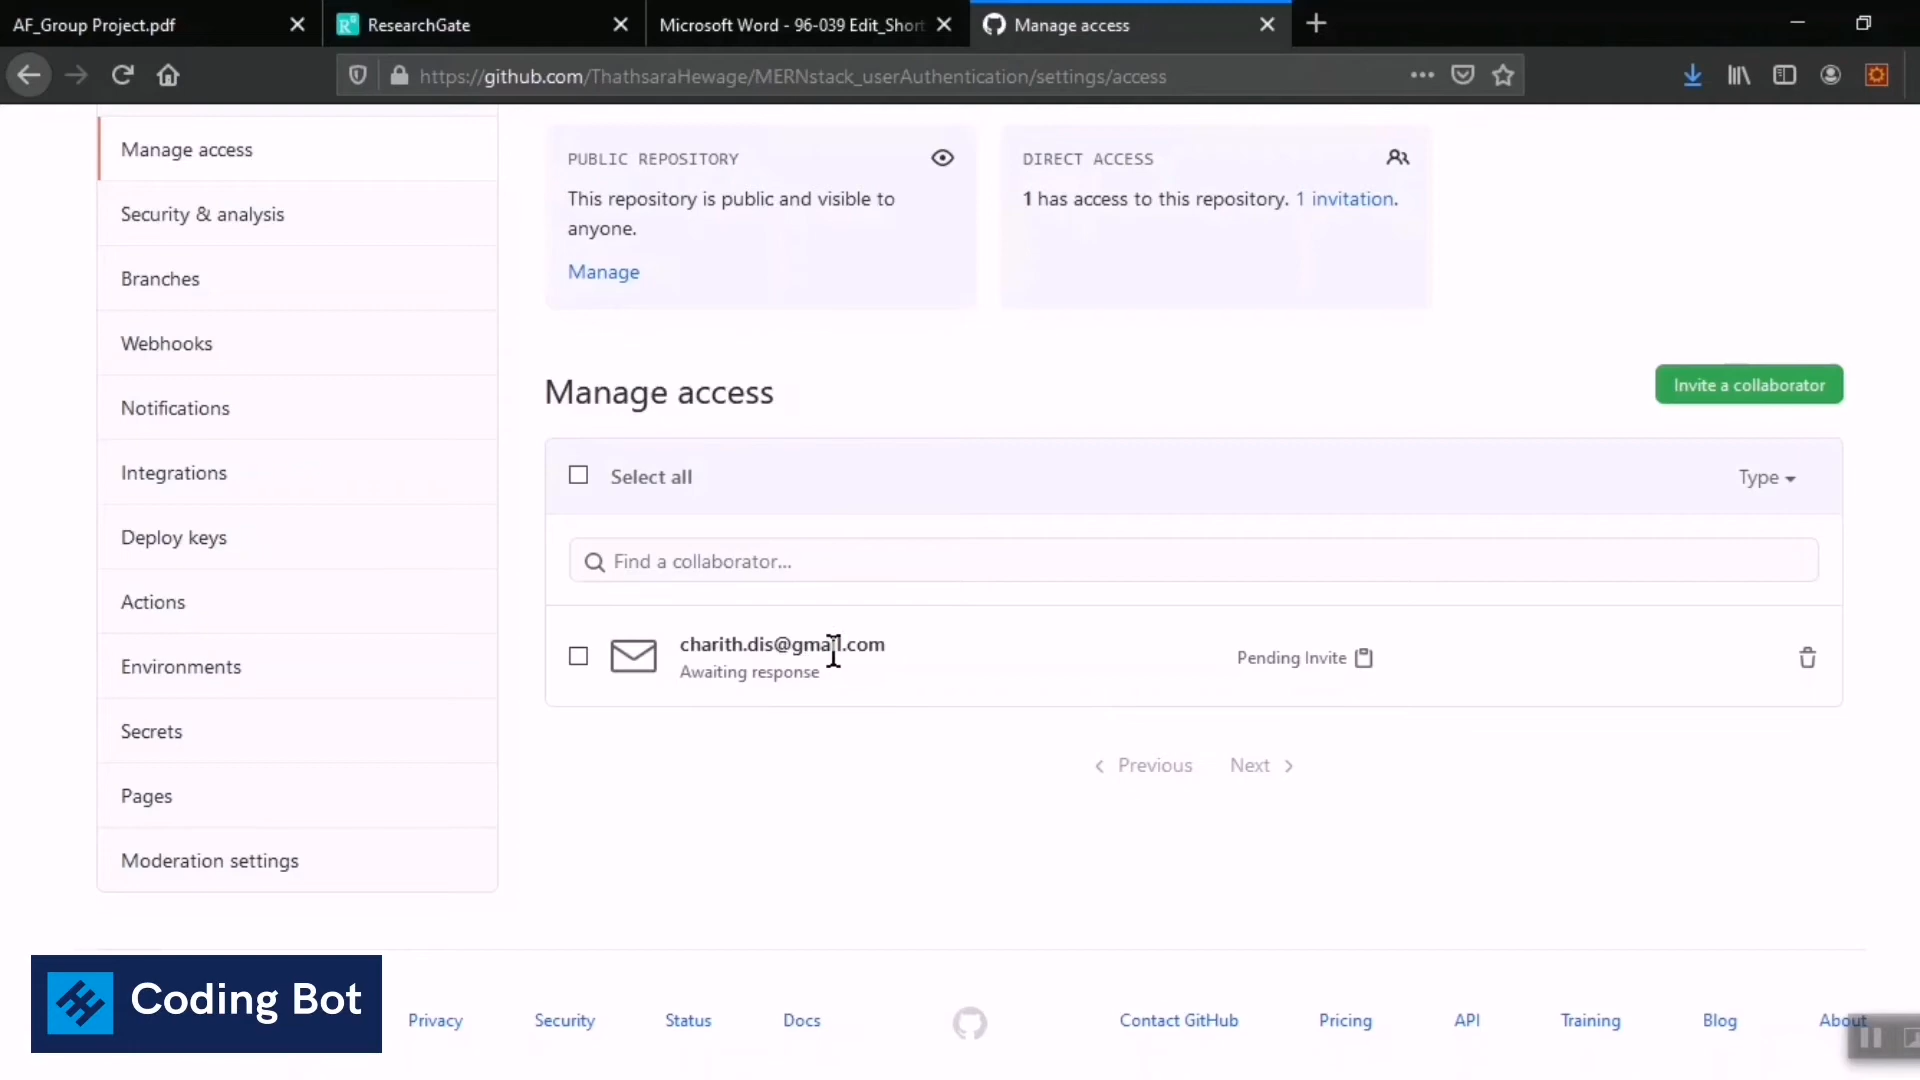 AF_Group Project.pdf
ResearchGate
Microsoft Word - 96-039 Edit_Short
Manage access
https://github.com/ThathsaraHewage/MERNstack_userAuthentication/settings/access
Manage access
Security & analysis
Branches
Webhooks
Notifications
Integrations
Deploy keys
Actions
Environments
Secrets
Pages
Moderation settings
PUBLIC REPOSITORY
This repository is public and visible to
anyone.
Manage
DIRECT ACCESS
1 has access to this repository. 1 invitation.
Manage access
Invite a collaborator
Select all
Type
Find a collaborator...
charith.dis@gmail.com
Awaiting response
Pending Invite
Previous
Next
Coding Bot
Privacy
Security
Status
Docs
Contact GitHub
Pricing
API
Training
Blog
About